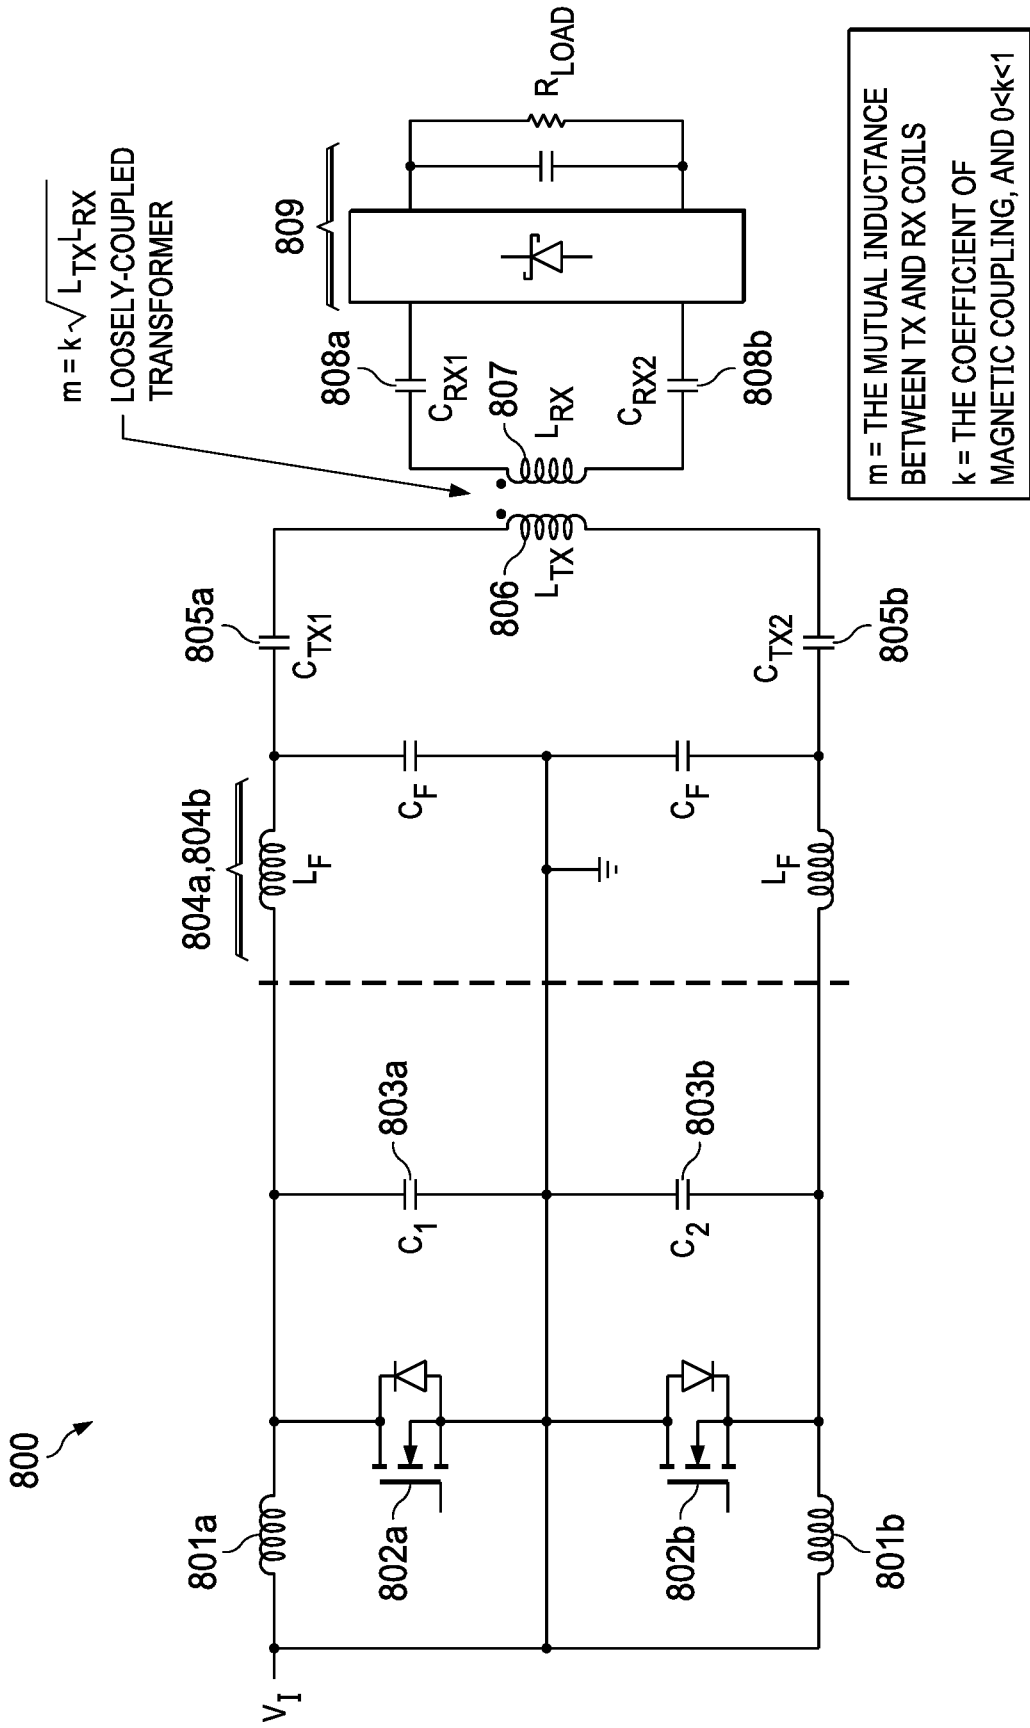 800
V_I
801a
801b
802a
802b
C_1
803a
C_2
803b
804a,804b
L_F
L_F
C_F
C_F
805a
C_TX1
C_TX2
805b
806
L_TX
m = k √ L_TX L_RX
LOOSELY-COUPLED
TRANSFORMER
807
L_RX
808a
C_RX1
C_RX2
808b
809
R_LOAD
m = THE MUTUAL INDUCTANCE
BETWEEN TX AND RX COILS
k = THE COEFFICIENT OF
MAGNETIC COUPLING, AND 0<k<1